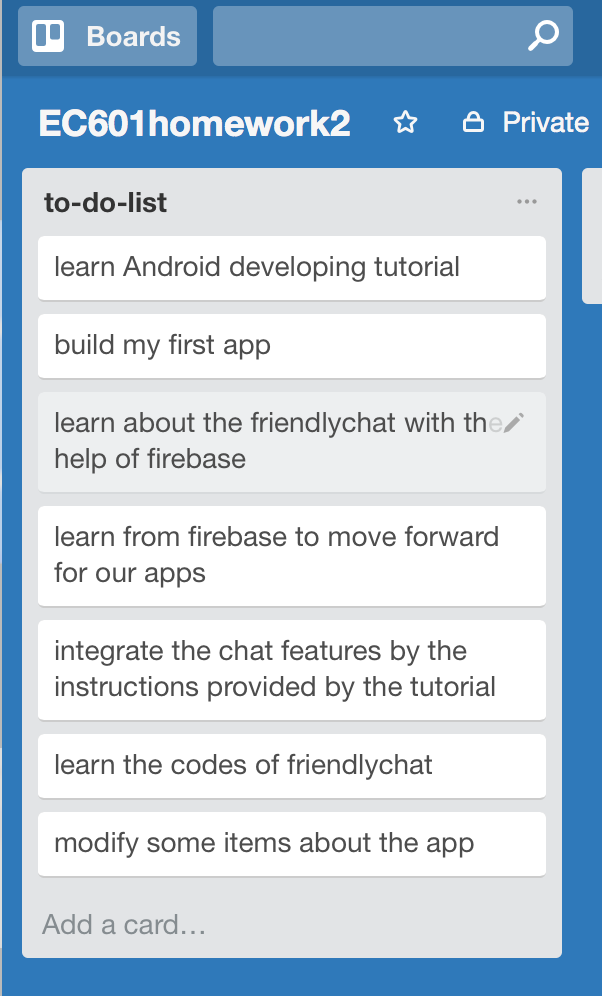 Boards
EC601homework2 Private
to-do-list
learn Android developing tutorial
build my first app
learn about the friendlychat with the
help of firebase
learn from firebase to move forward
for our apps
integrate the chat features by the
instructions provided by the tutorial
learn the codes of friendlychat
modify some items about the app
Add a card…